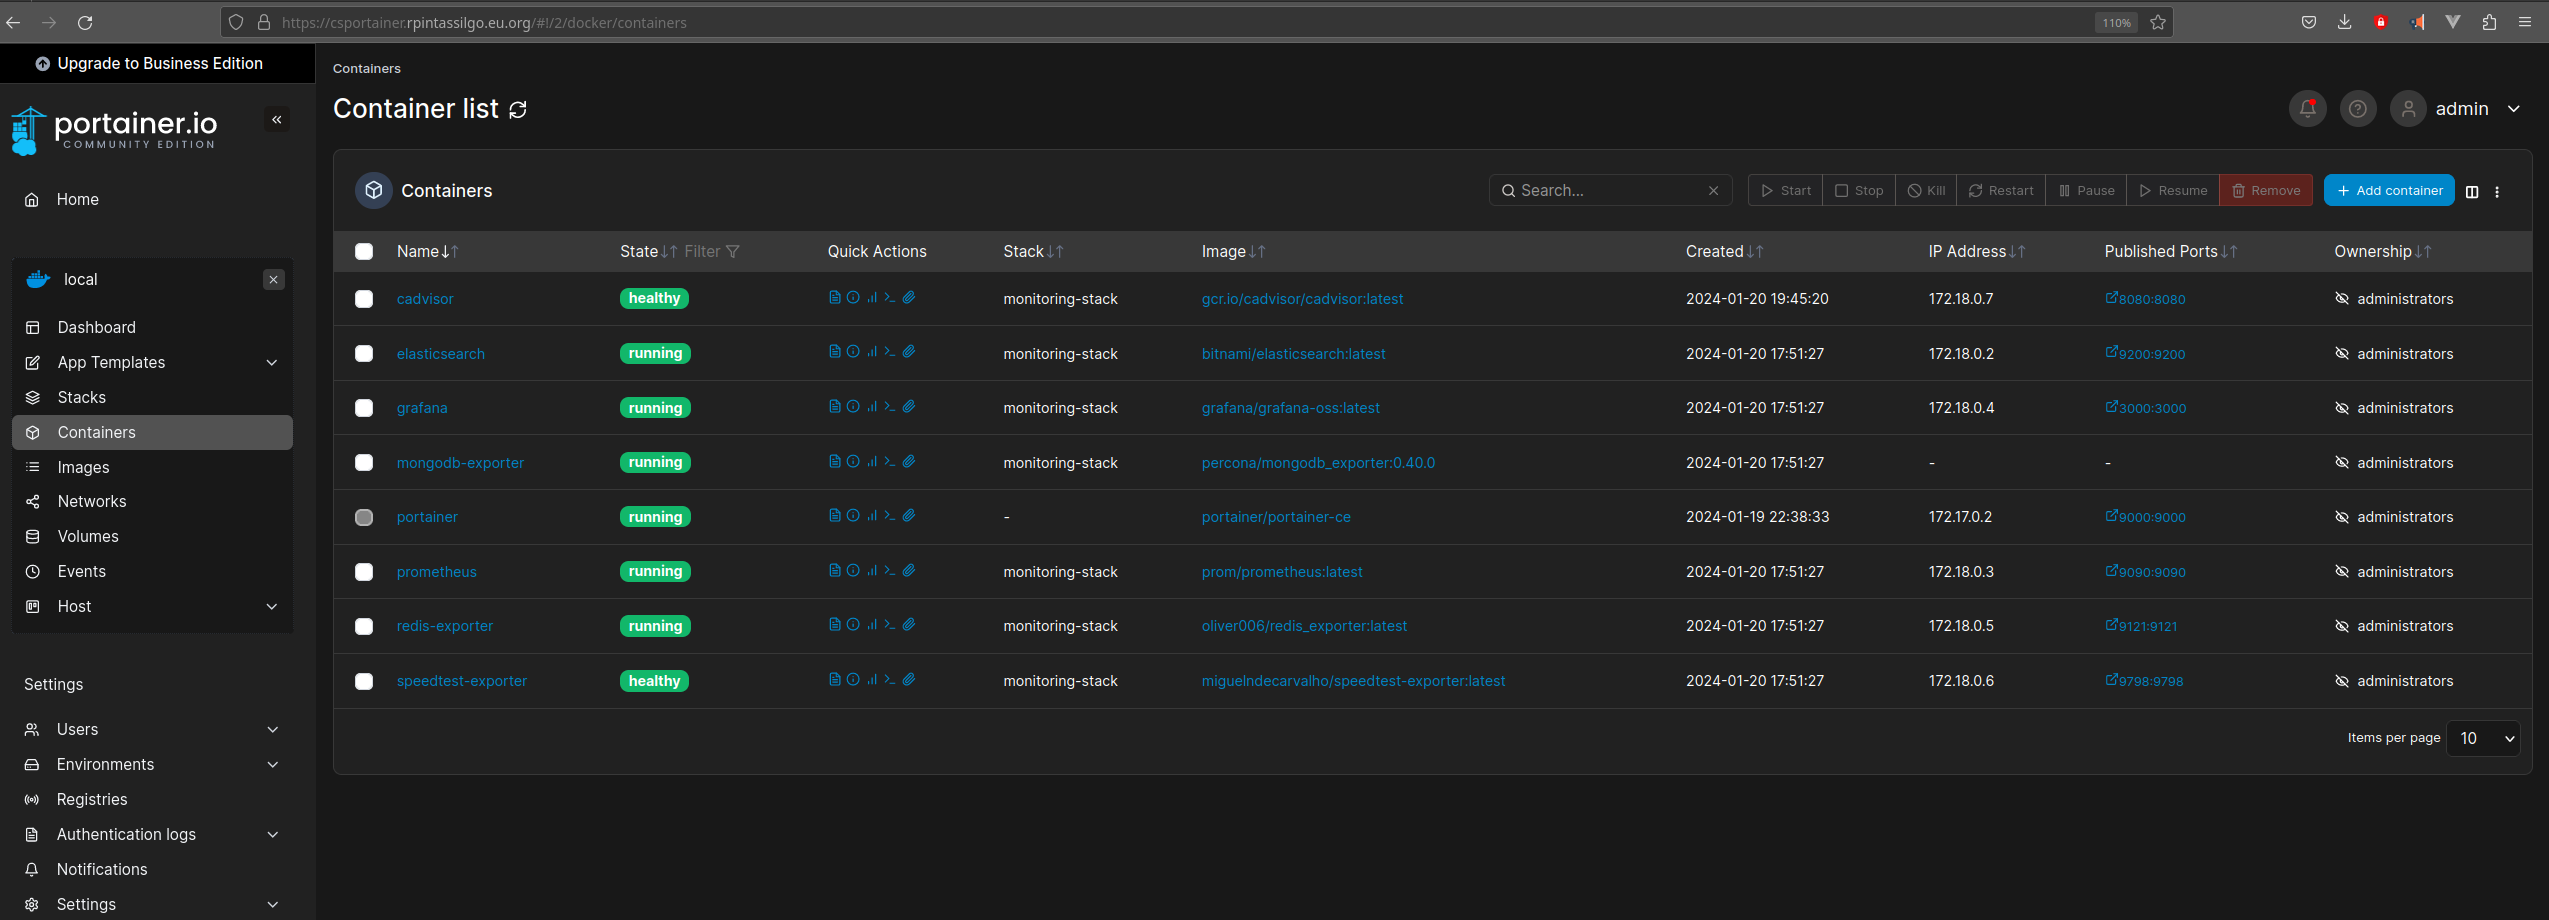 https://csportainer.rpintassilgo.eu.org/#!/2/docker/containers 110%
Upgrade to Business Edition
portainer.io
COMMUNITY EDITION
Home
local
Dashboard
App Templates
Stacks
Containers
Images
Networks
Volumes
Events
Host
Settings
Users
Environments
Registries
Authentication logs
Notifications
Settings
Containers
Container list
admin
Containers Search... Start Stop Kill Restart Pause Resume Remove + Add container
Name State Filter Quick Actions Stack Image Created IP Address Published Ports Ownership
cadvisor healthy monitoring-stack gcr.io/cadvisor/cadvisor:latest 2024-01-20 19:45:20 172.18.0.7 8080:8080 administrators
elasticsearch running monitoring-stack bitnami/elasticsearch:latest 2024-01-20 17:51:27 172.18.0.2 9200:9200 administrators
grafana running monitoring-stack grafana/grafana-oss:latest 2024-01-20 17:51:27 172.18.0.4 3000:3000 administrators
mongodb-exporter running monitoring-stack percona/mongodb_exporter:0.40.0 2024-01-20 17:51:27 - - administrators
portainer running - portainer/portainer-ce 2024-01-19 22:38:33 172.17.0.2 9000:9000 administrators
prometheus running monitoring-stack prom/prometheus:latest 2024-01-20 17:51:27 172.18.0.3 9090:9090 administrators
redis-exporter running monitoring-stack oliver006/redis_exporter:latest 2024-01-20 17:51:27 172.18.0.5 9121:9121 administrators
speedtest-exporter healthy monitoring-stack miguelndecarvalho/speedtest-exporter:latest 2024-01-20 17:51:27 172.18.0.6 9798:9798 administrators
Items per page 10